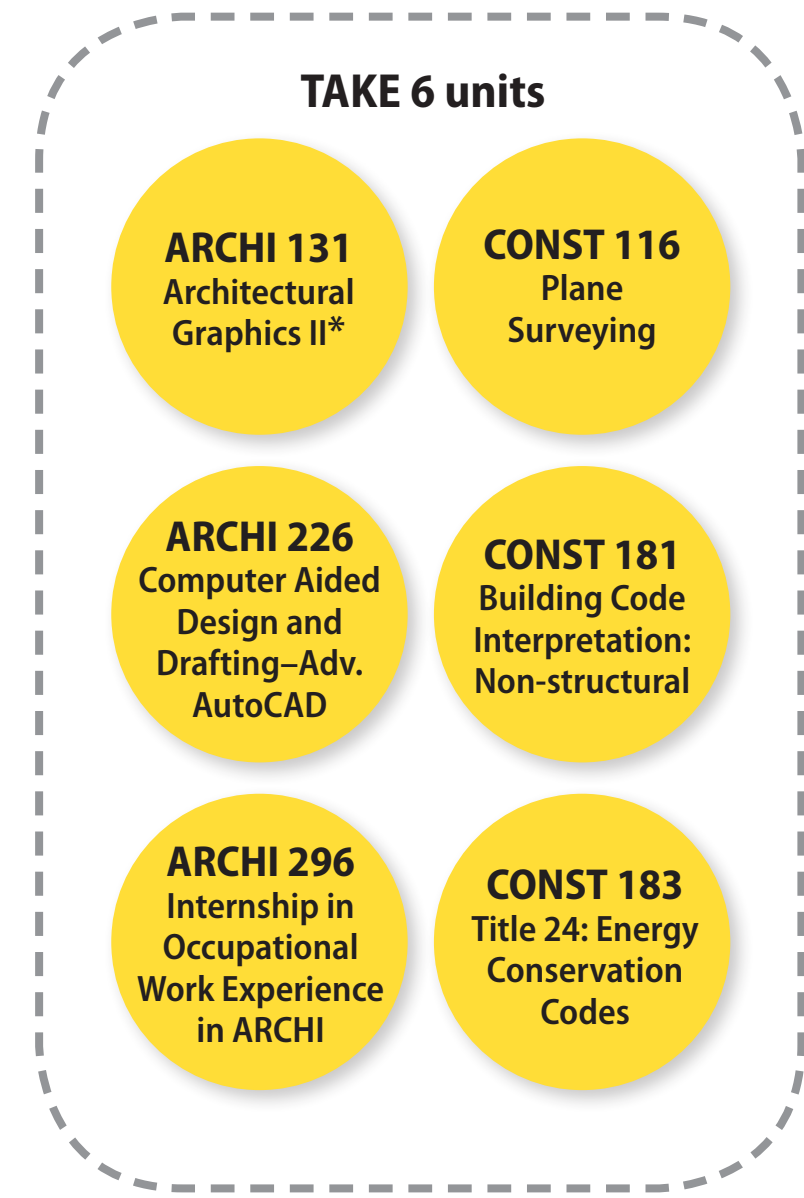 TAKE 6 units
ARCHI 131
Architectural
Graphics II*
CONST 116
Plane
Surveying
ARCHI 226
Computer Aided
Design and
Drafting–Adv.
AutoCAD
CONST 181
Building Code
Interpretation:
Non-structural
ARCHI 296
Internship in
Occupational
Work Experience
in ARCHI
CONST 183
Title 24: Energy
Conservation
Codes